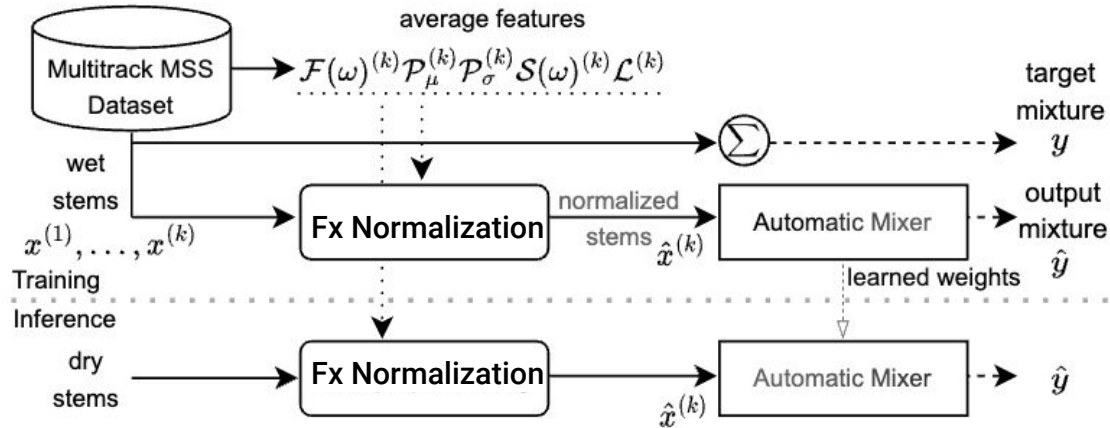 average features
Multitrack MSS
Dataset
𝓕(ω)^(k) 𝓟_μ^(k) 𝓟_σ^(k) 𝓢(ω)^(k) 𝓛^(k)
target
mixture
y
Σ
wet
stems
x^(1), . . . , x^(k)
Fx Normalization
normalized
stems
x̂^(k)
Automatic Mixer
output
mixture
ŷ
Training
learned weights
Inference
dry
stems
Fx Normalization
x̂^(k)
Automatic Mixer
ŷ